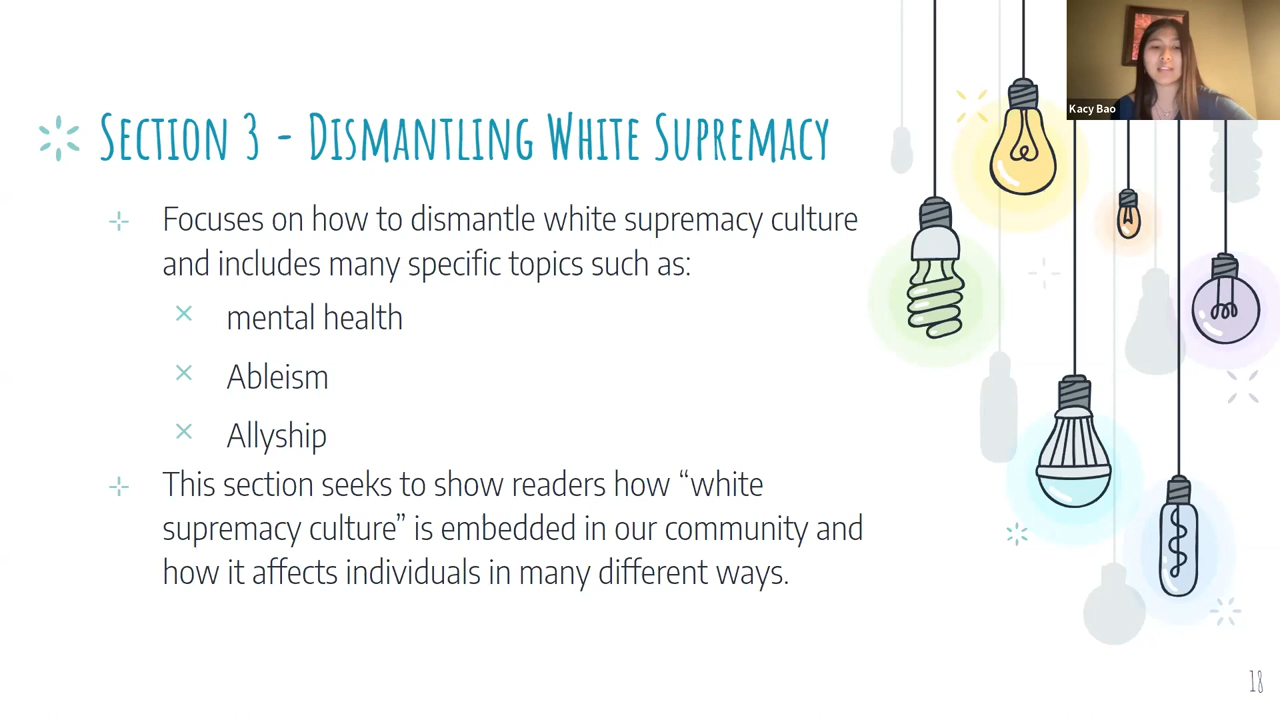 Kacy Bao
Section 3 - Dismantling White Supremacy
Focuses on how to dismantle white supremacy culture
and includes many specific topics such as:
mental health
Ableism
Allyship
This section seeks to show readers how “white
supremacy culture” is embedded in our community and
how it affects individuals in many different ways.
18